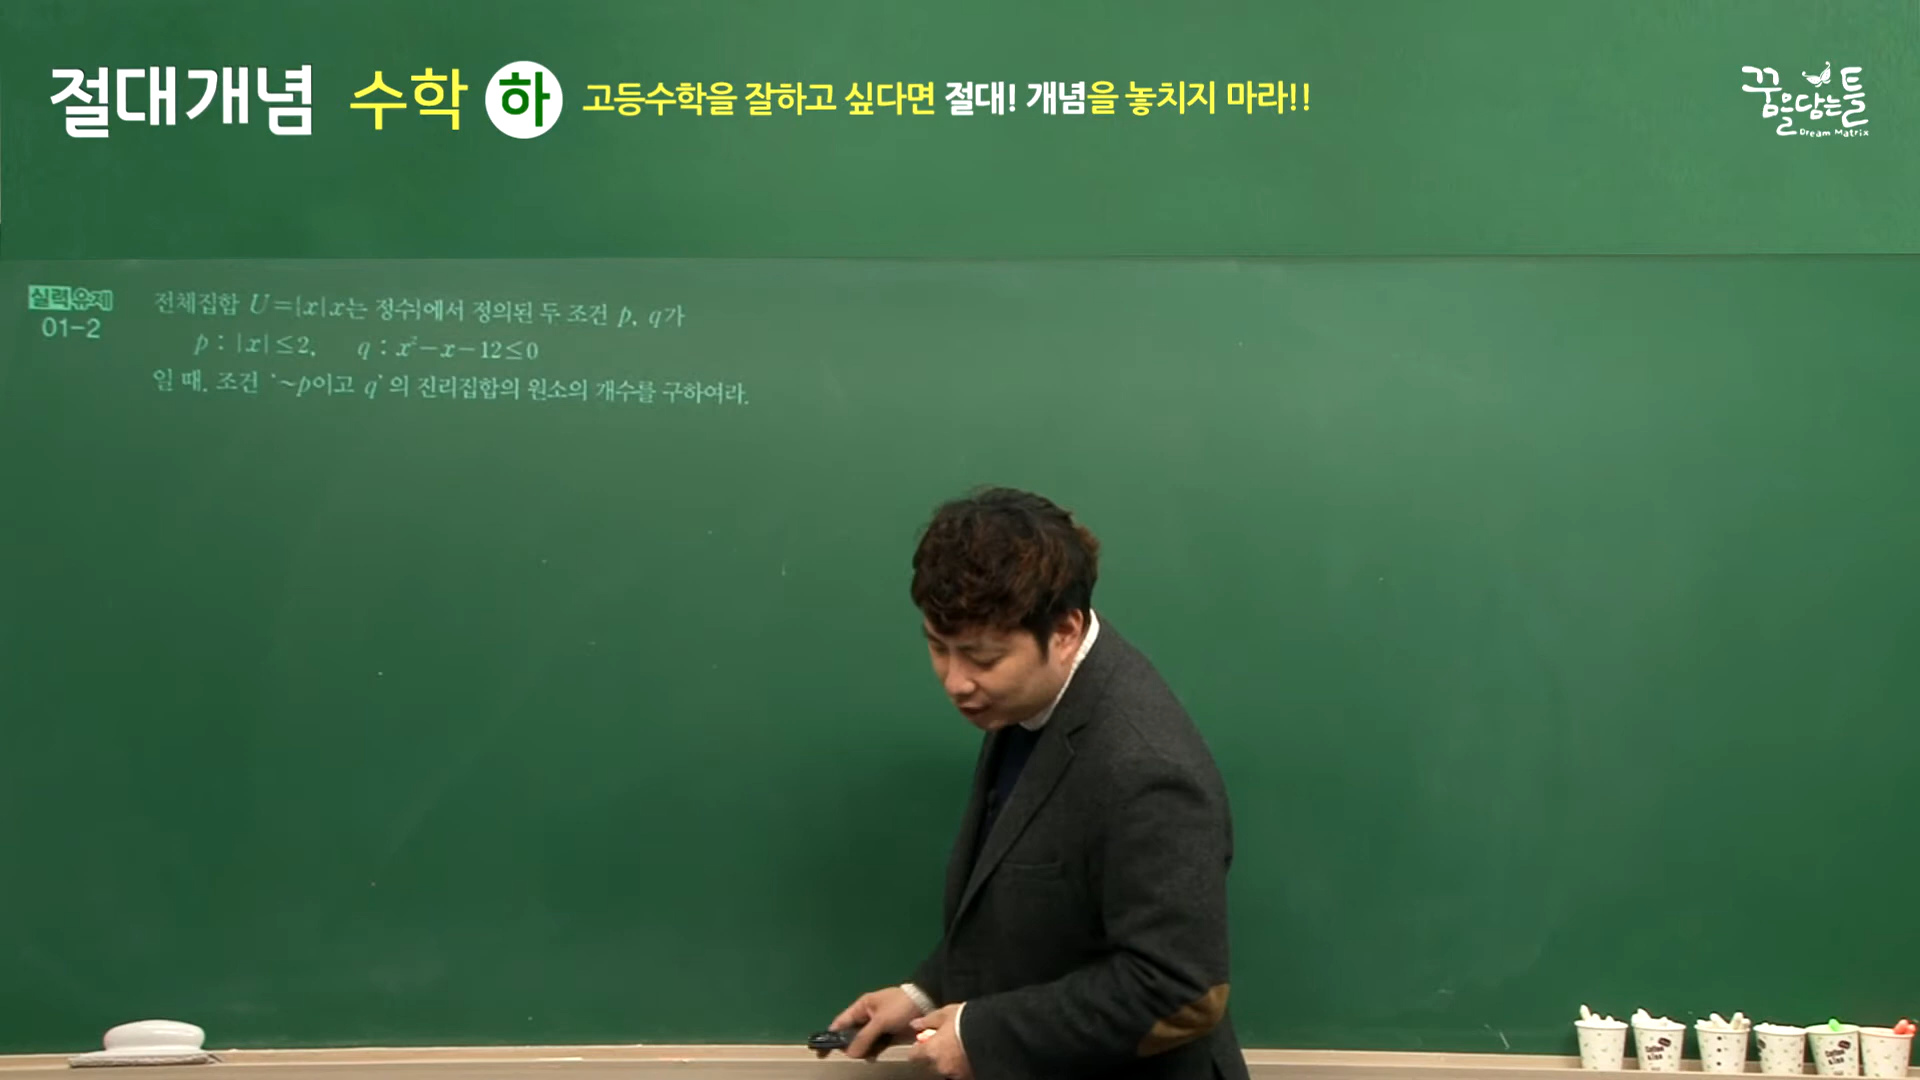 절대개념 수학 하 고등수학을 잘하고 싶다면 절대! 개념을 놓치지 마라!!
꿈을담는틀
Dream Matrix
실력유제
01-2
전체집합 U={x|x는 정수}에서 정의된 두 조건 p, q가
p : |x|≤2, q : x²-x-12≤0
일 때, 조건 '~p이고 q'의 진리집합의 원소의 개수를 구하여라.